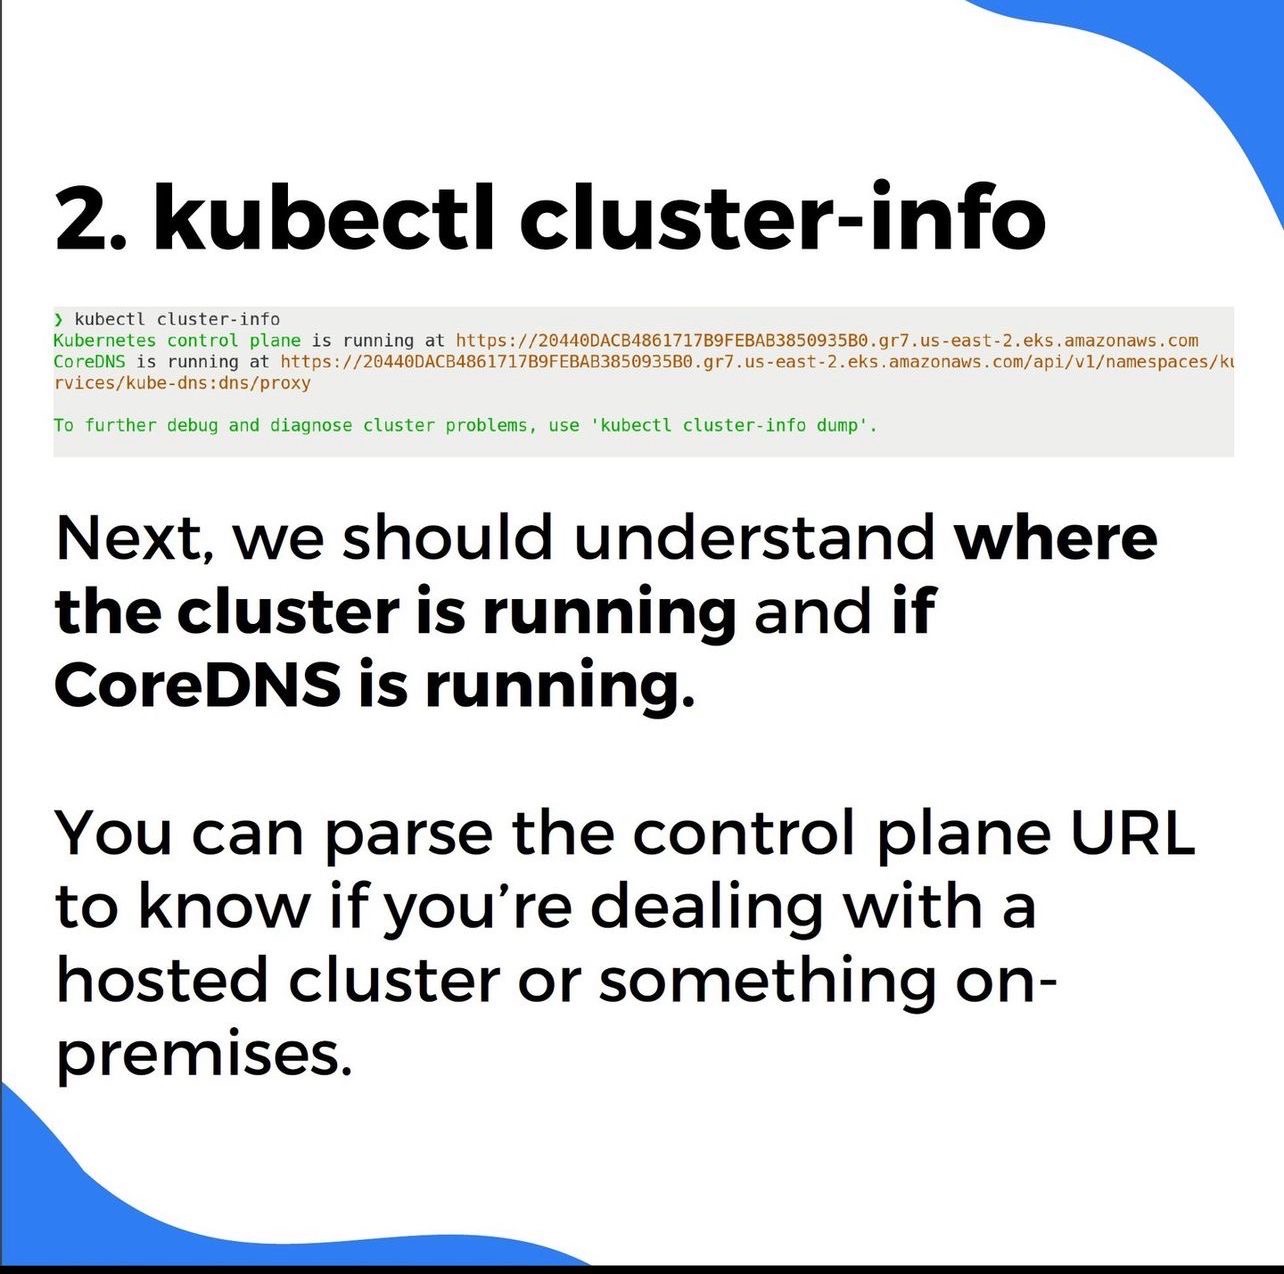 2. kubectl cluster-info
❯ kubectl cluster-info
Kubernetes control plane is running at https://20440DACB4861717B9FEBAB3850935B0.gr7.us-east-2.eks.amazonaws.com
CoreDNS is running at https://20440DACB4861717B9FEBAB3850935B0.gr7.us-east-2.eks.amazonaws.com/api/v1/namespaces/ku
rvices/kube-dns:dns/proxy
To further debug and diagnose cluster problems, use 'kubectl cluster-info dump'.
Next, we should understand where
the cluster is running and if
CoreDNS is running.
You can parse the control plane URL
to know if you’re dealing with a
hosted cluster or something on-
premises.